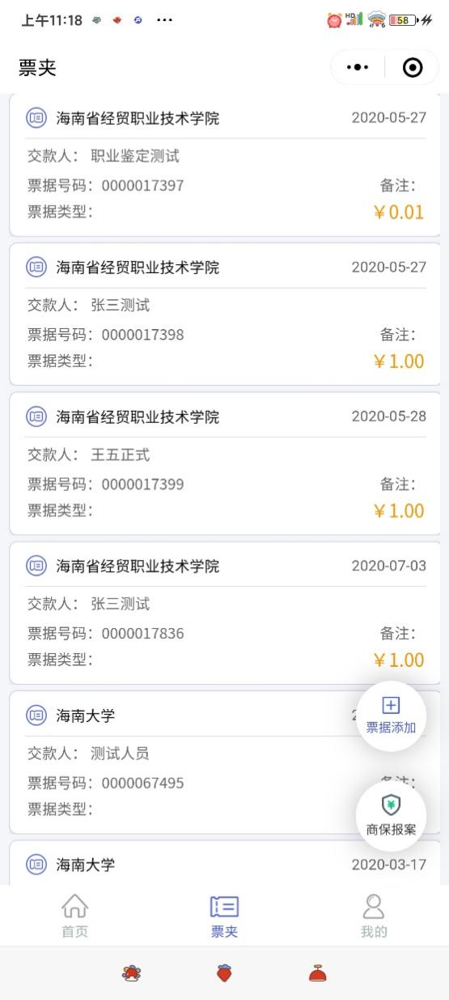 上午11:18
HD
58
票夹
海南省经贸职业技术学院 2020-05-27
交款人： 职业鉴定测试
票据号码：0000017397 备注：
票据类型： ￥0.01
海南省经贸职业技术学院 2020-05-27
交款人： 张三测试
票据号码：0000017398 备注：
票据类型： ￥1.00
海南省经贸职业技术学院 2020-05-28
交款人： 王五正式
票据号码：0000017399 备注：
票据类型： ￥1.00
海南省经贸职业技术学院 2020-07-03
交款人： 张三测试
票据号码：0000017836 备注：
票据类型： ￥1.00
海南大学
票据添加
交款人： 测试人员
票据号码：0000067495 备注：
票据类型：
商保报案
海南大学 2020-03-17
首页 票夹 我的